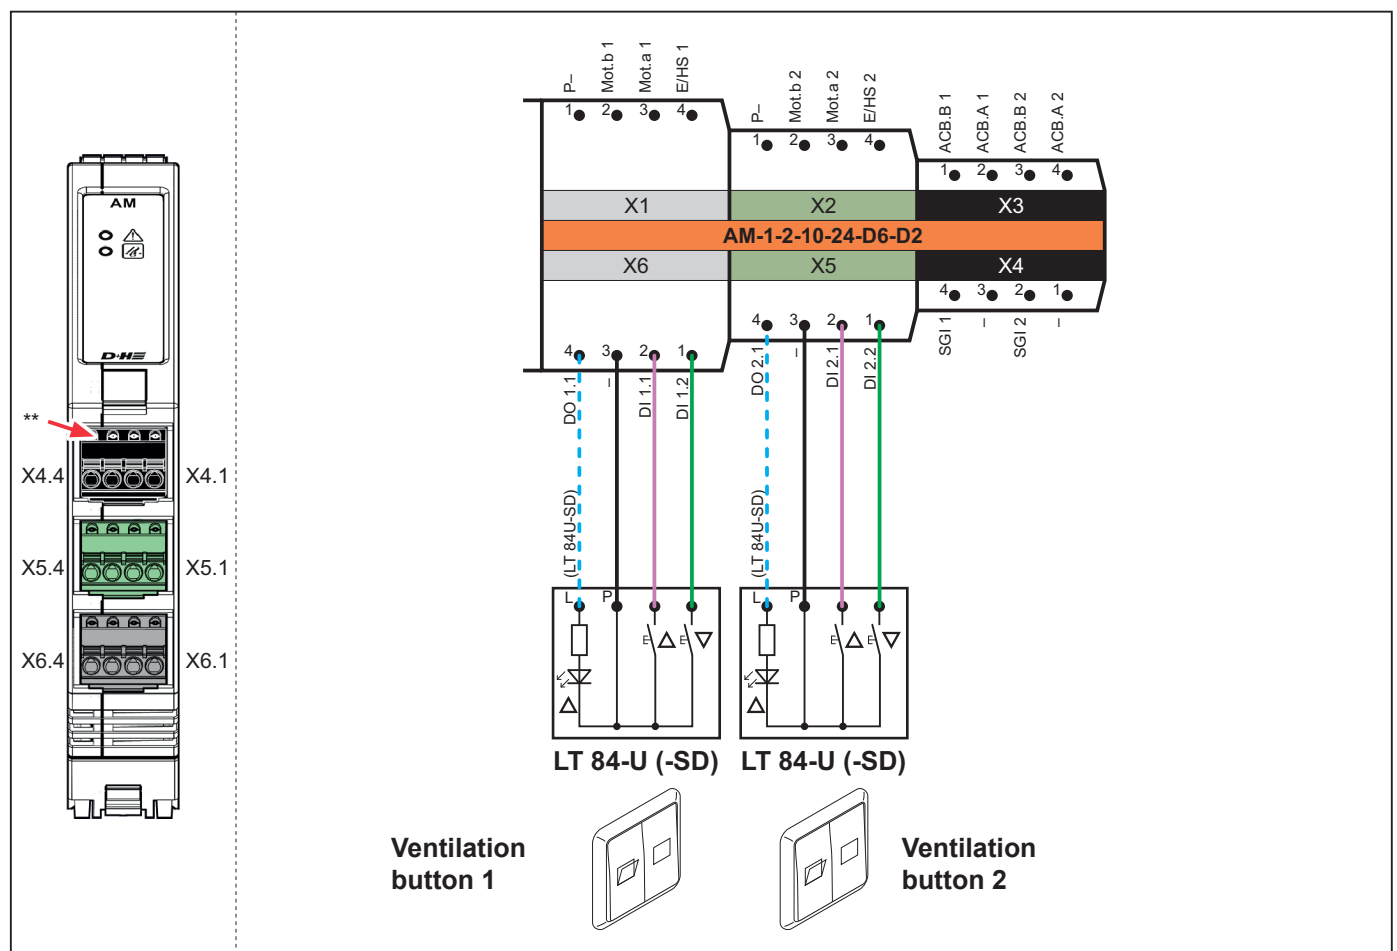 AM
D+H
**
X4.4
X4.1
X5.4
X5.1
X6.4
X6.1
P–
Mot.b 1
Mot.a 1
E/HS 1
1 2 3 4
P–
Mot.b 2
Mot.a 2
E/HS 2
1 2 3 4
ACB.B 1
ACB.A 1
ACB.B 2
ACB.A 2
1 2 3 4
X1 X2 X3
AM-1-2-10-24-D6-D2
X6 X5 X4
4 3 2 1
SGI 1
–
SGI 2
–
4 3 2 1
DO 2.1
–
DI 2.1
DI 2.2
4 3 2 1
DO 1.1
–
DI 1.1
DI 1.2
(LT 84U-SD)
(LT 84U-SD)
L P
L P
LT 84-U (-SD)
LT 84-U (-SD)
Ventilation
button 1
Ventilation
button 2